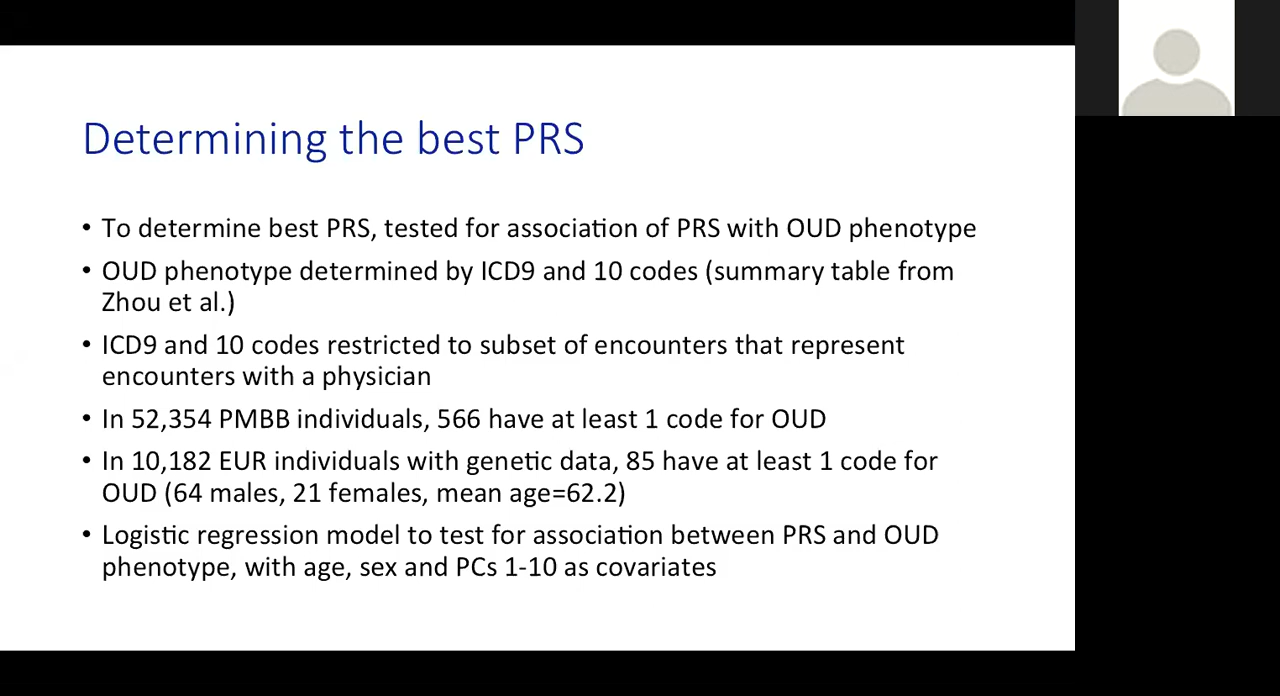 Determining the best PRS
• To determine best PRS, tested for association of PRS with OUD phenotype
• OUD phenotype determined by ICD9 and 10 codes (summary table from
Zhou et al.)
• ICD9 and 10 codes restricted to subset of encounters that represent
encounters with a physician
• In 52,354 PMBB individuals, 566 have at least 1 code for OUD
• In 10,182 EUR individuals with genetic data, 85 have at least 1 code for
OUD (64 males, 21 females, mean age=62.2)
• Logistic regression model to test for association between PRS and OUD
phenotype, with age, sex and PCs 1-10 as covariates